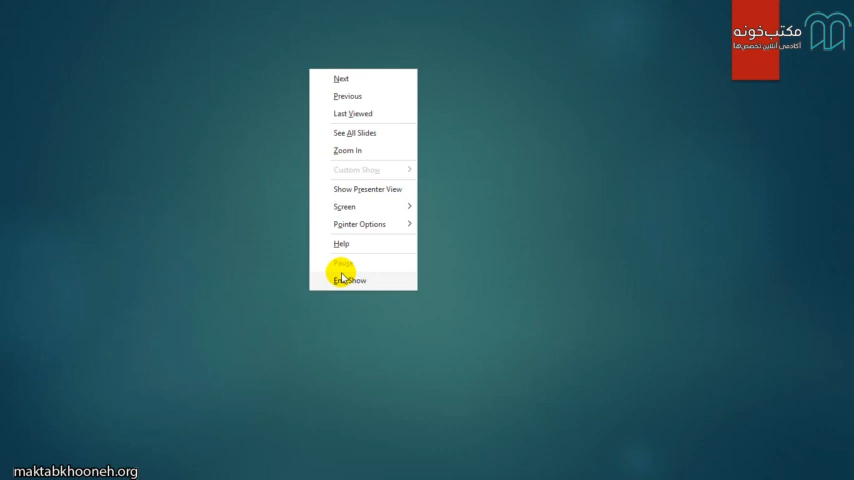 مکتب‌خونه
آکادمی آنلاین تخصص‌ها
Next
Previous
Last Viewed
See All Slides
Zoom In
Custom Show
Show Presenter View
Screen
Pointer Options
Help
Pause
End Show
maktabkhooneh.org